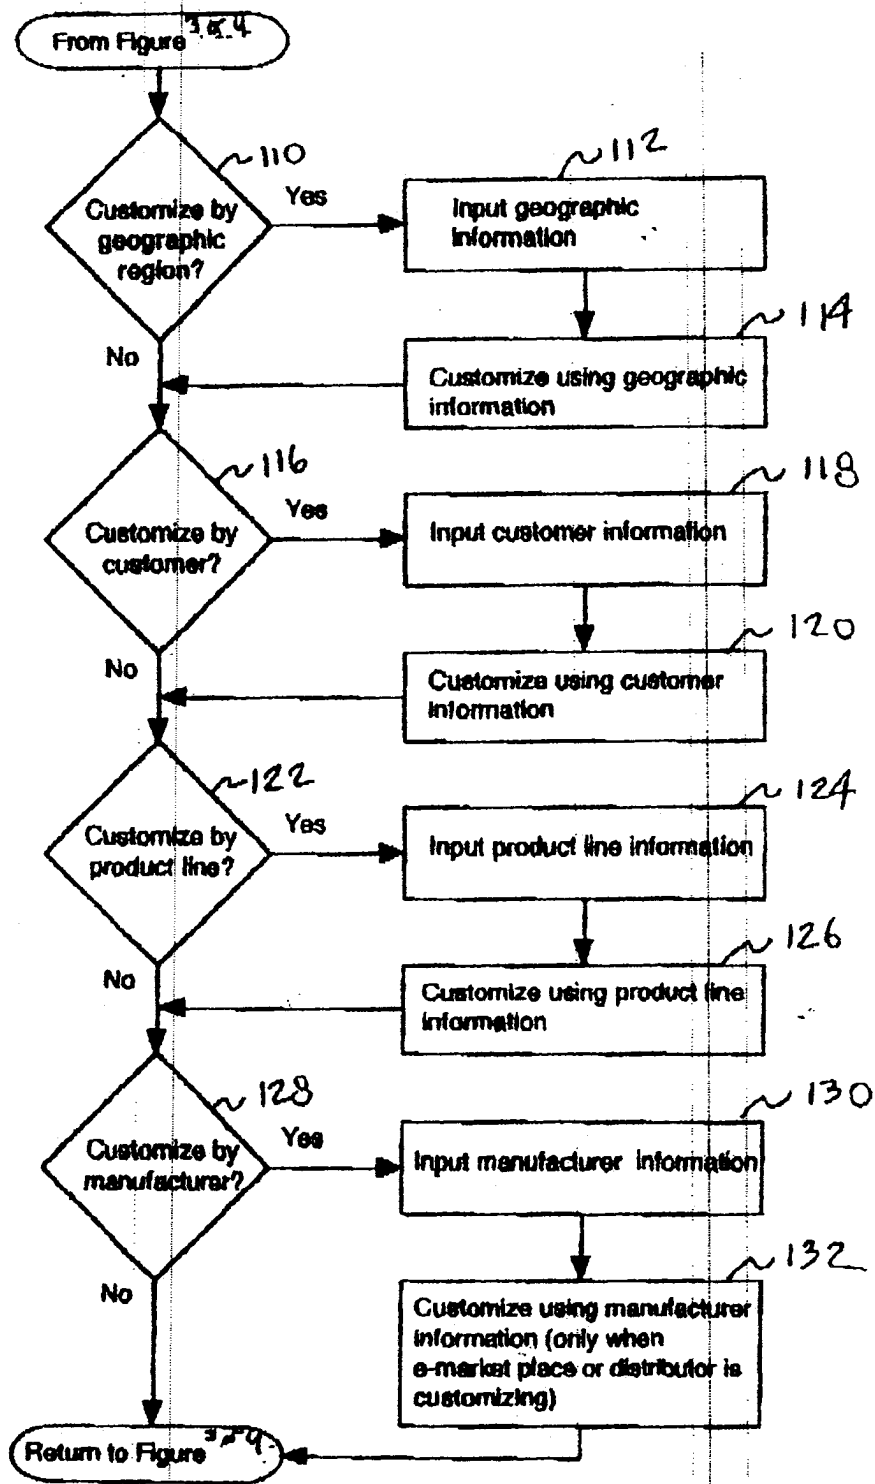 From Figure 3 or 4
110
Customize by
geographic
region?
Yes
112
Input geographic
information
No
114
Customize using geographic
information
116
Customize by
customer?
Yes
118
Input customer information
No
120
Customize using customer
information
122
Customize by
product line?
Yes
124
Input product line information
No
126
Customize using product line
information
128
Customize by
manufacturer?
Yes
130
Input manufacturer information
No
132
Customize using manufacturer
information (only when
e-market place or distributor is
customizing)
Return to Figure